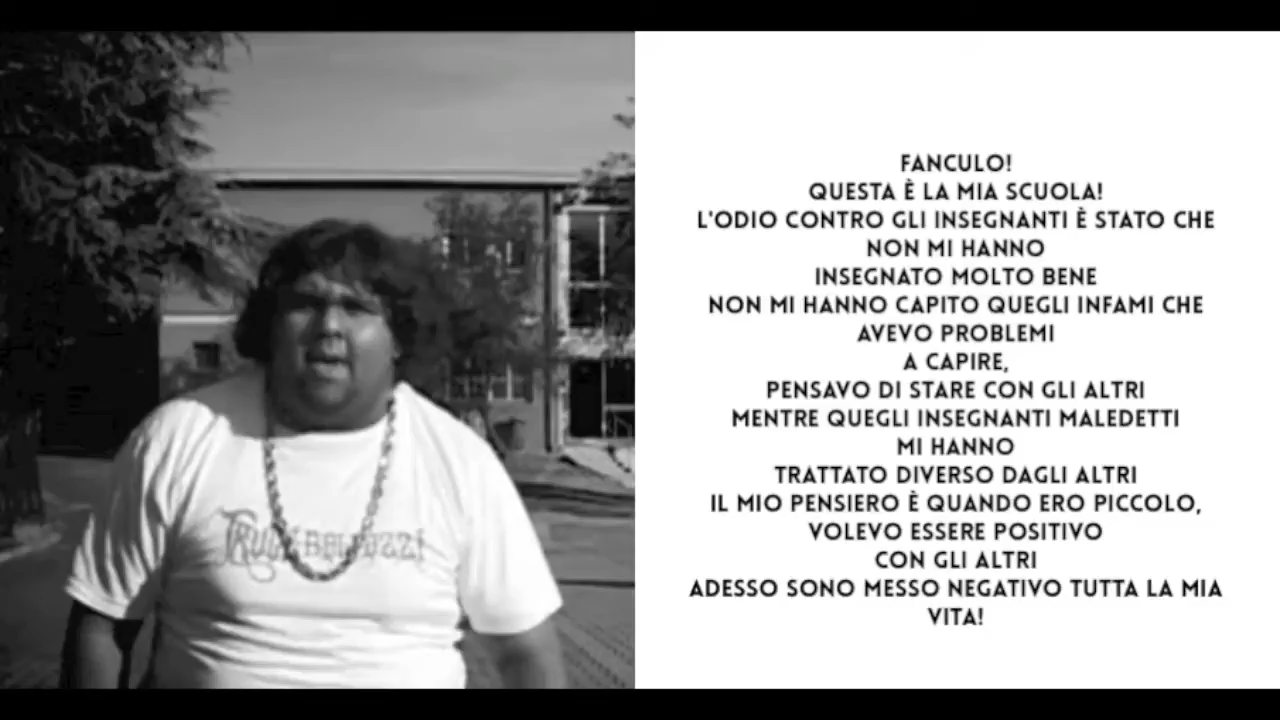 FANCULO!
QUESTA È LA MIA SCUOLA!
L'ODIO CONTRO GLI INSEGNANTI È STATO CHE
NON MI HANNO
INSEGNATO MOLTO BENE
NON MI HANNO CAPITO QUEGLI INFAMI CHE
AVEVO PROBLEMI
A CAPIRE,
PENSAVO DI STARE CON GLI ALTRI
MENTRE QUEGLI INSEGNANTI MALEDETTI
MI HANNO
TRATTATO DIVERSO DAGLI ALTRI
IL MIO PENSIERO È QUANDO ERO PICCOLO,
VOLEVO ESSERE POSITIVO
CON GLI ALTRI
ADESSO SONO MESSO NEGATIVO TUTTA LA MIA
VITA!